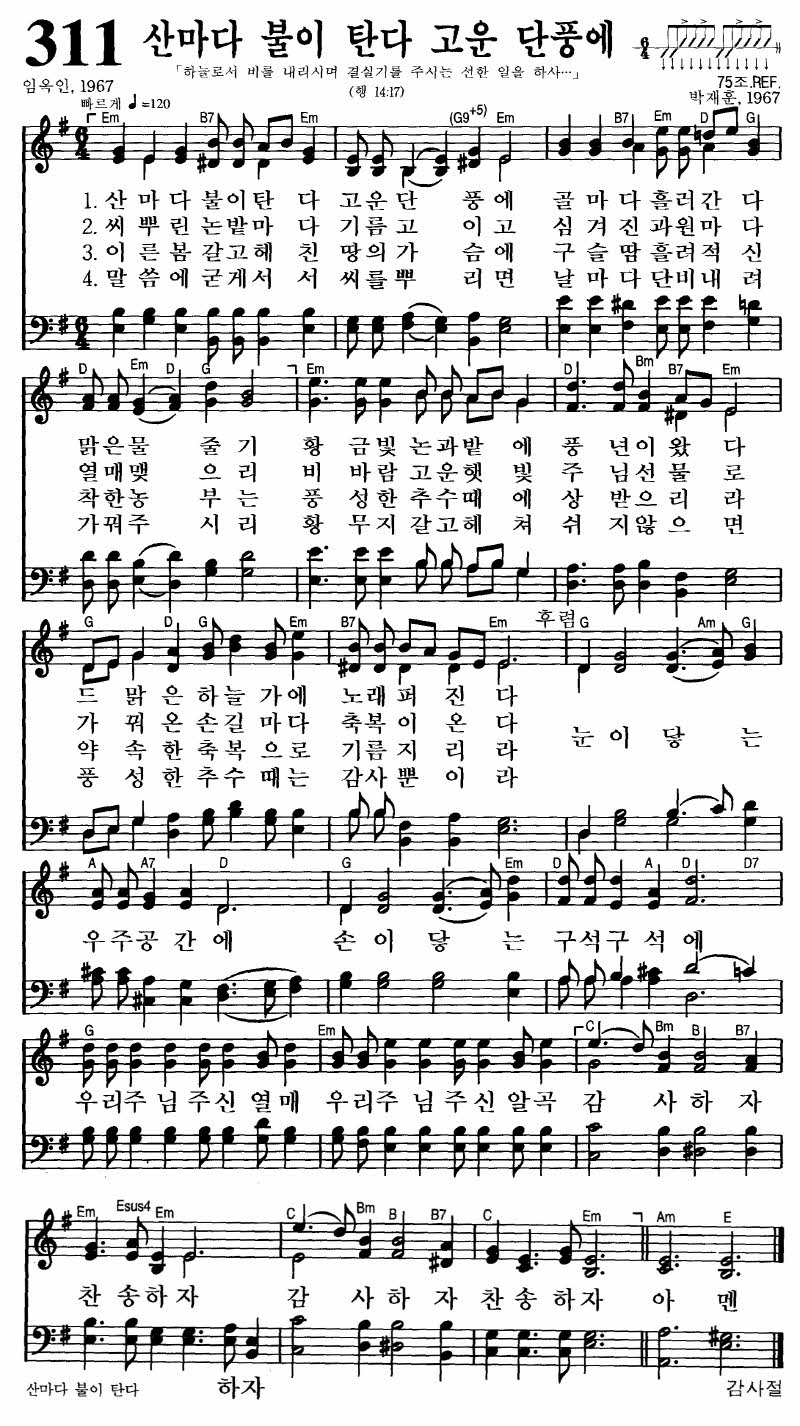 311 산마다 불이 탄다 고운 단풍에 6/4
「하늘로서 비를 내리시며 결실기를 주시는 선한 일을 하사…」
(행 14:17)
임옥인, 1967
75조.REF.
박재훈, 1967
빠르게 ♩=120
Em B7 Em (G9+5) Em B7 Em D G
1. 산 마 다 불 이 탄 다 고 운 단 풍 에 골 마 다 흘 러 간 다
2. 씨 뿌 린 논 밭 마 다 기 름 고 이 고 심 겨 진 과 원 마 다
3. 이 른 봄 갈 고 헤 친 땅 의 가 슴 에 구 슬 땀 흘 려 적 신
4. 말 씀 에 굳 게 서 서 씨 를 뿌 리 면 날 마 다 단 비 내 려
D Em D G Em D Bm B7 Em
맑 은 물 줄 기 황 금 빛 논 과 밭 에 풍 년 이 왔 다
열 매 맺 으 리 비 바 람 고 운 햇 빛 주 님 선 물 로
착 한 농 부 는 풍 성 한 추 수 때 에 상 받 으 리 라
가 꿔 주 시 리 황 무 지 갈 고 헤 쳐 쉬 지 않 으 면
후렴
G D G Em B7 Em G Am G
드 맑 은 하 늘 가 에 노 래 퍼 진 다
가 꿔 온 손 길 마 다 축 복 이 온 다 눈 이 닿 는
약 속 한 축 복 으 로 기 름 지 리 라
풍 성 한 추 수 때 는 감 사 뿐 이 라
A A7 D G Em D G A D D7
우 주 공 간 에 손 이 닿 는 구 석 구 석 에
G Em C Bm B B7
우 리 주 님 주 신 열 매 우 리 주 님 주 신 알 곡 감 사 하 자
Em Esus4 Em C Bm B B7 C Em Am E
찬 송 하 자 감 사 하 자 찬 송 하 자 아 멘
산마다 불이 탄다 하자 감사절